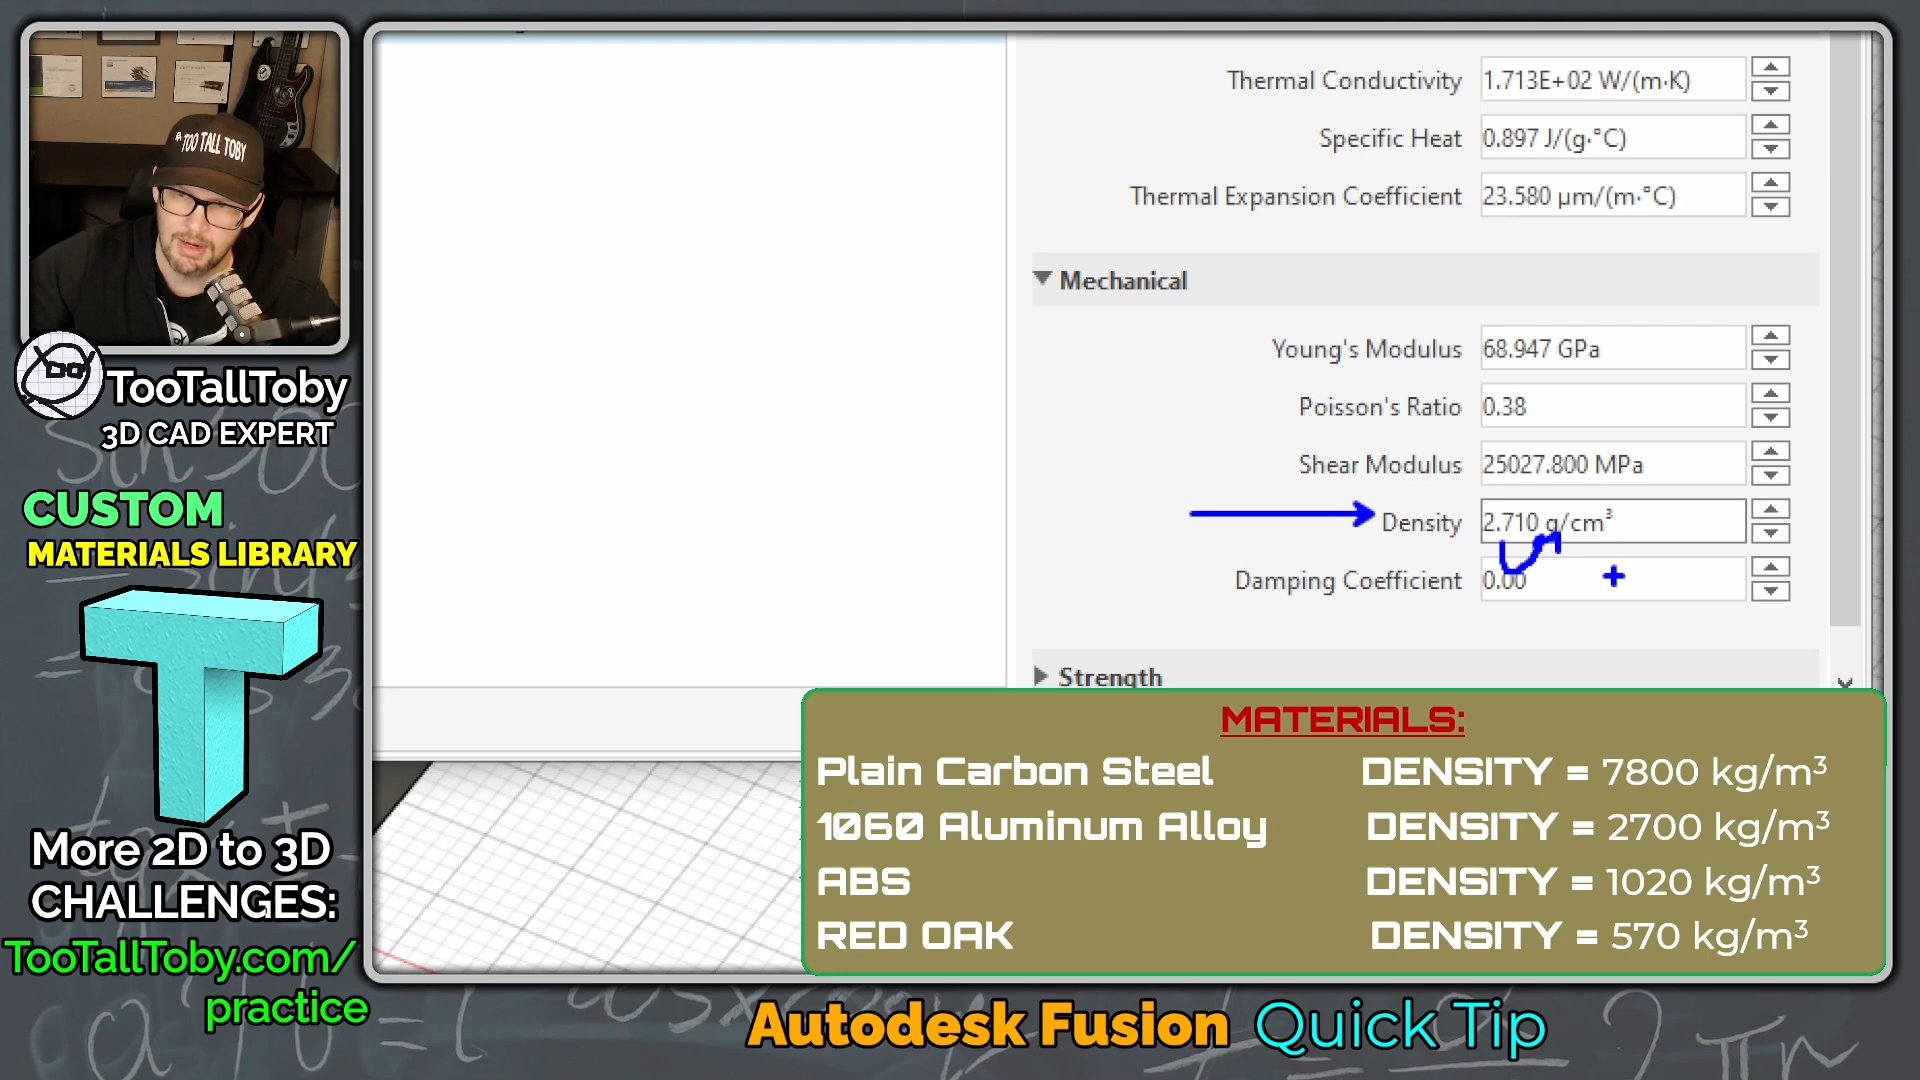 TOO TALL TOBY
TooTallToby
3D CAD EXPERT
CUSTOM
MATERIALS LIBRARY
More 2D to 3D
CHALLENGES:
TooTallToby.com/
practice
Thermal Conductivity 1.713E+02 W/(m·K)
Specific Heat 0.897 J/(g·°C)
Thermal Expansion Coefficient 23.580 µm/(m·°C)
Mechanical
Young's Modulus 68.947 GPa
Poisson's Ratio 0.38
Shear Modulus 25027.800 MPa
Density 2.710 g/cm³
Damping Coefficient 0.00
Strength
MATERIALS:
Plain Carbon Steel DENSITY = 7800 kg/m³
1060 Aluminum Alloy DENSITY = 2700 kg/m³
ABS DENSITY = 1020 kg/m³
RED OAK DENSITY = 570 kg/m³
Autodesk Fusion Quick Tip